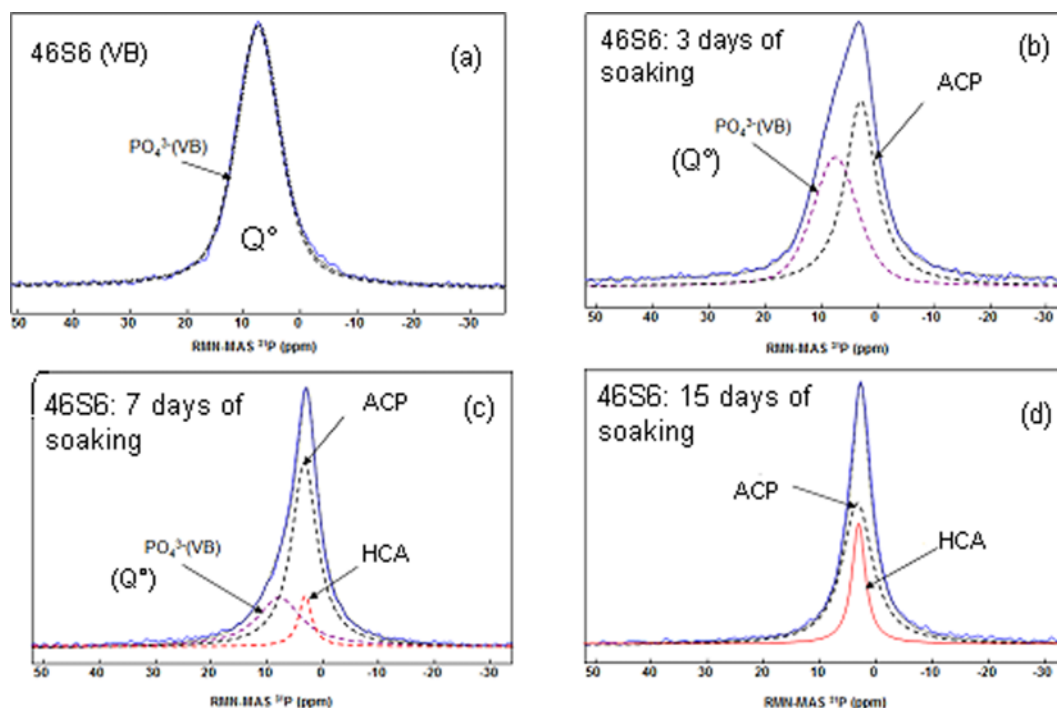 46S6 (VB)
(a)
PO₄³⁻(VB)
Q°
50 40 30 20 10 0 -10 -20 -30
RMN-MAS ³¹P (ppm)
46S6: 3 days of
soaking
(b)
ACP
PO₄³⁻(VB)
(Q°)
50 40 30 20 10 0 -10 -20 -30
RMN-MAS ³¹P (ppm)
46S6: 7 days of
soaking
(c)
ACP
PO₄³⁻(VB)
(Q°)
HCA
50 40 30 20 10 0 -10 -20 -30
RMN-MAS ³¹P (ppm)
46S6: 15 days of
soaking
(d)
ACP
HCA
50 40 30 20 10 0 -10 -20 -30
RMN-MAS ³¹P (ppm)